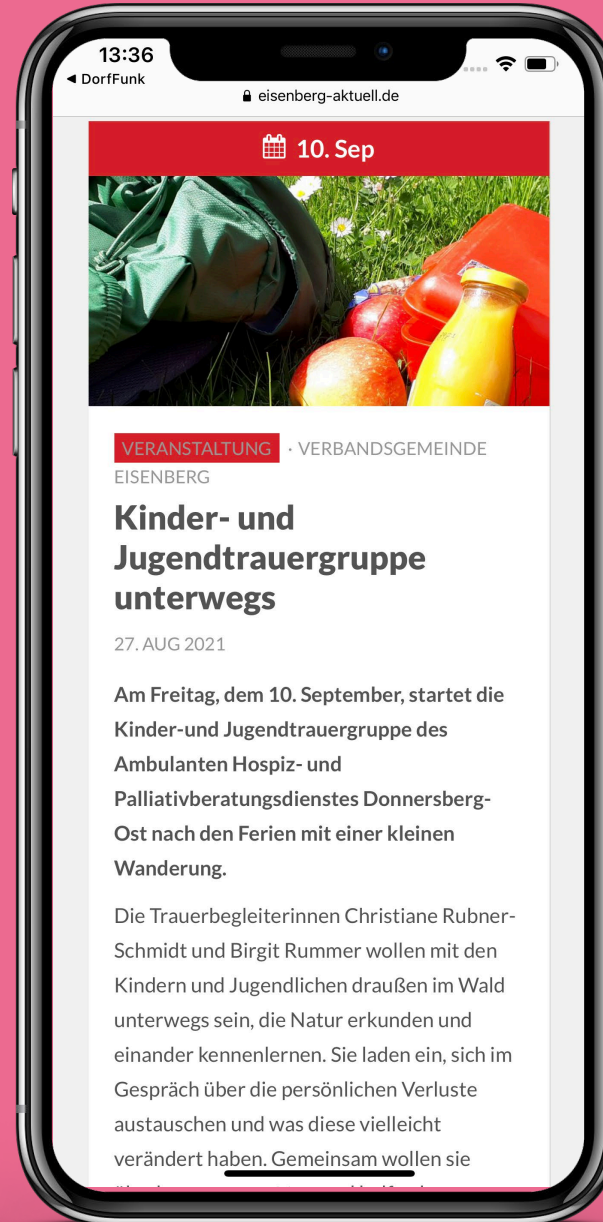 13:36
◀ DorfFunk
eisenberg-aktuell.de
10. Sep
VERANSTALTUNG · VERBANDSGEMEINDE
EISENBERG
Kinder- und
Jugendtrauergruppe
unterwegs
27. AUG 2021
Am Freitag, dem 10. September, startet die
Kinder-und Jugendtrauergruppe des
Ambulanten Hospiz- und
Palliativberatungsdienstes Donnersberg-
Ost nach den Ferien mit einer kleinen
Wanderung.
Die Trauerbegleiterinnen Christiane Rubner-
Schmidt und Birgit Rummer wollen mit den
Kindern und Jugendlichen draußen im Wald
unterwegs sein, die Natur erkunden und
einander kennenlernen. Sie laden ein, sich im
Gespräch über die persönlichen Verluste
austauschen und was diese vielleicht
verändert haben. Gemeinsam wollen sie